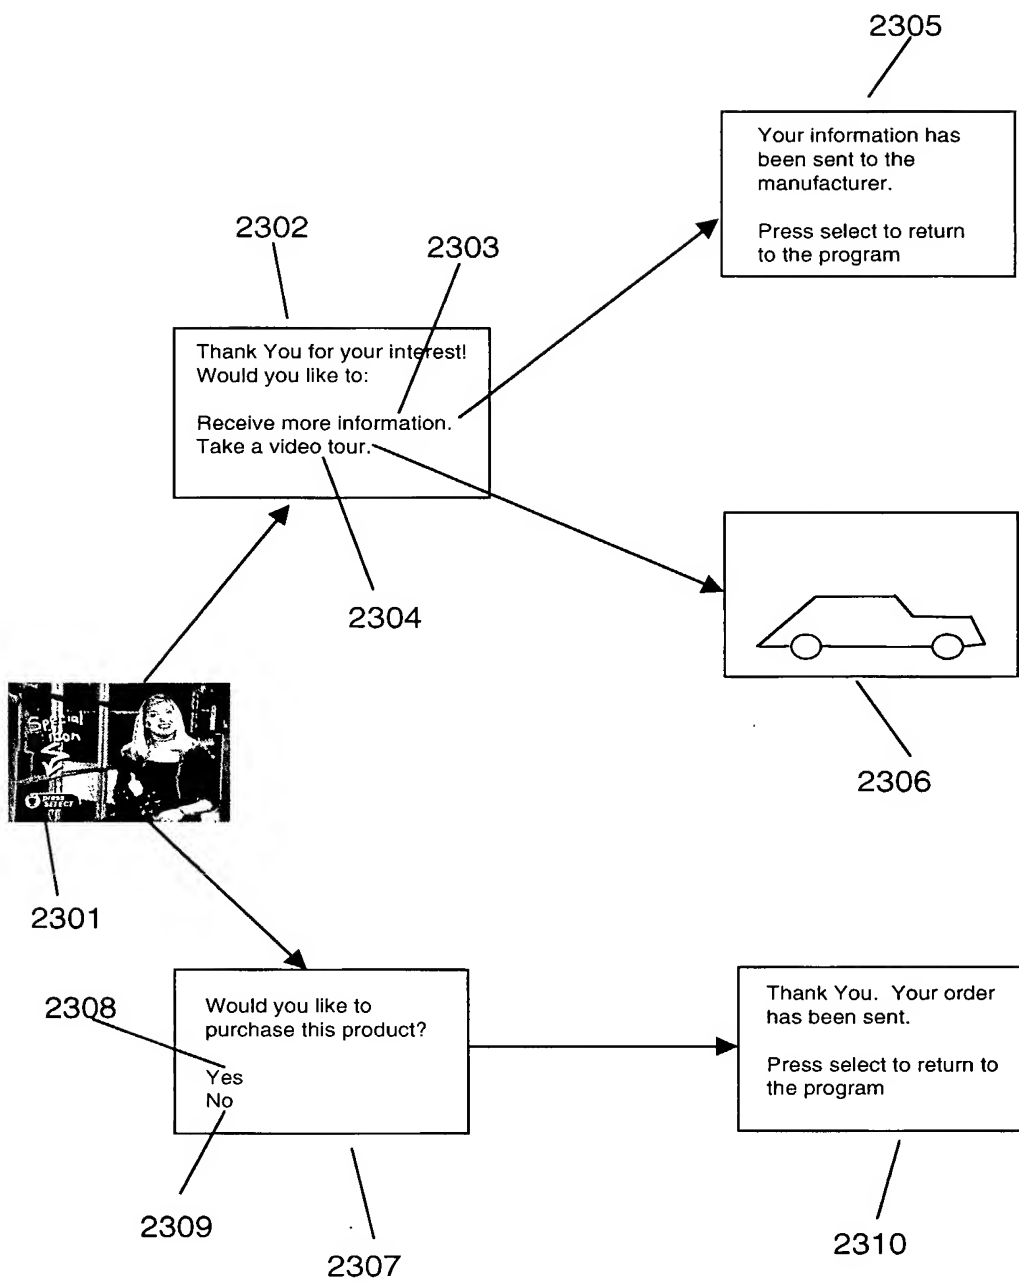 2305
Your information has
been sent to the
manufacturer.
Press select to return
to the program
2302
2303
Thank You for your interest!
Would you like to:
Receive more information.
Take a video tour.
2304
2306
Special
press
SELECT
2301
2308
Would you like to
purchase this product?
Yes
No
2309
2307
Thank You.  Your order
has been sent.
Press select to return to
the program
2310